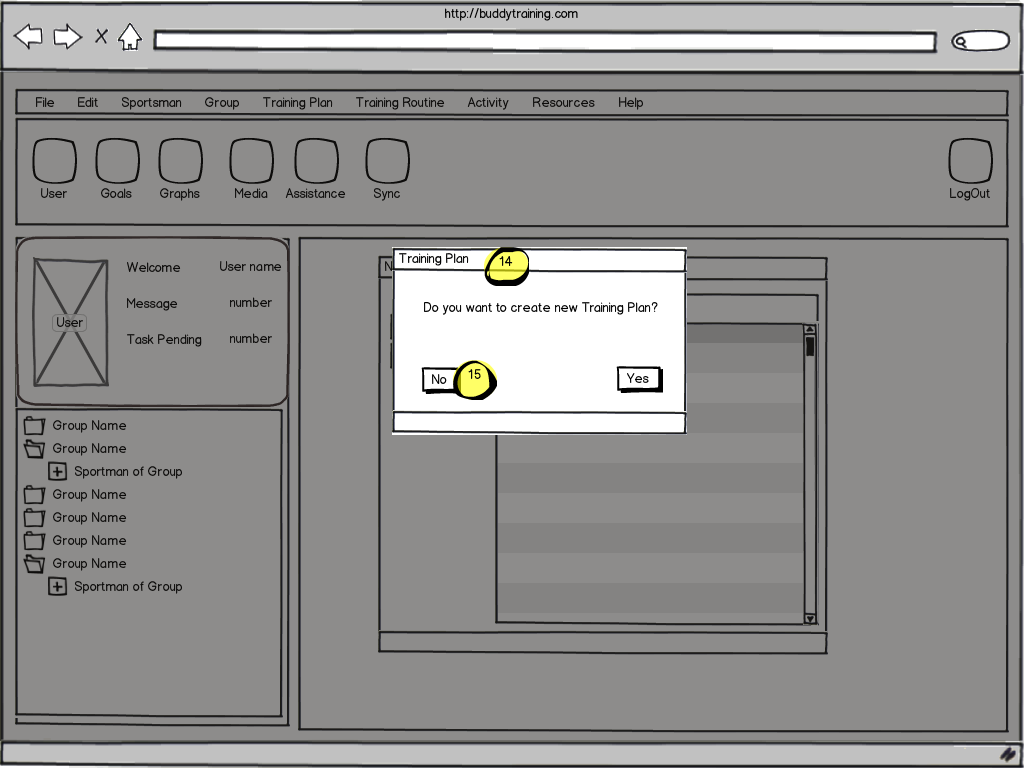 http://buddytraining.com
File Edit Sportsman Group Training Plan Training Routine Activity Resources Help
User Goals Graphs Media Assistance Sync LogOut
Welcome User name
Message number
User
Task Pending number
Group Name
Group Name
Sportman of Group
Group Name
Group Name
Group Name
Group Name
Sportman of Group
N
Training Plan 14
Do you want to create new Training Plan?
No 15 Yes